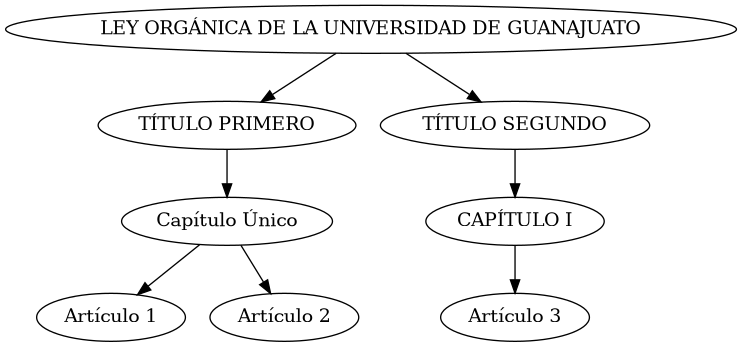 LEY ORGÁNICA DE LA UNIVERSIDAD DE GUANAJUATO
TÍTULO PRIMERO
TÍTULO SEGUNDO
Capítulo Único
CAPÍTULO I
Artículo 1
Artículo 2
Artículo 3